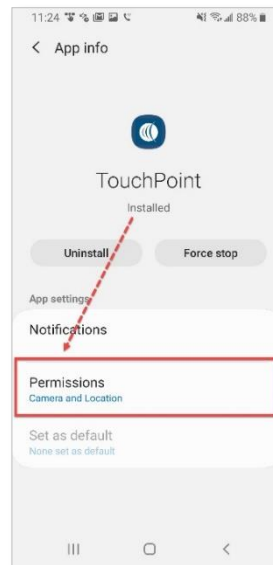 11:24 88%
App info
TouchPoint
Installed
Uninstall Force stop
App settings
Notifications
Permissions
Camera and Location
Set as default
None set as default